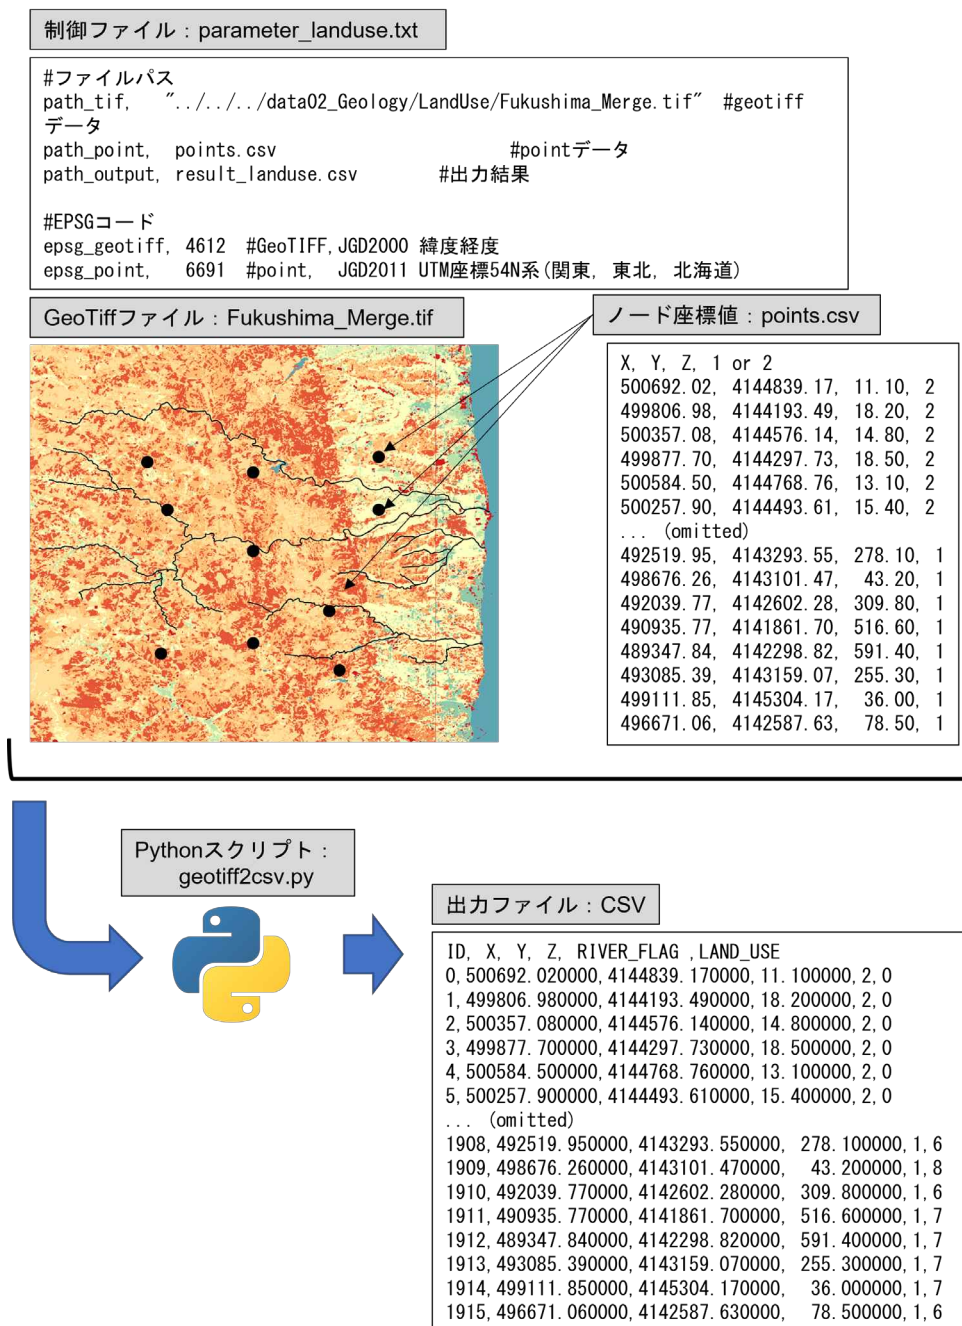 制御ファイル：parameter_landuse.txt
#ファイルパス
path_tif,   "../../../data02_Geology/LandUse/Fukushima_Merge.tif"  #geotiff
データ
path_point,  points.csv                     #pointデータ
path_output, result_landuse.csv       #出力結果
#EPSGコード
epsg_geotiff, 4612  #GeoTIFF, JGD2000 緯度経度
epsg_point,   6691  #point,  JGD2011 UTM座標54N系(関東, 東北, 北海道)
GeoTiffファイル：Fukushima_Merge.tif
ノード座標値：points.csv
X, Y, Z, 1 or 2
500692.02, 4144839.17, 11.10, 2
499806.98, 4144193.49, 18.20, 2
500357.08, 4144576.14, 14.80, 2
499877.70, 4144297.73, 18.50, 2
500584.50, 4144768.76, 13.10, 2
500257.90, 4144493.61, 15.40, 2
... (omitted)
492519.95, 4143293.55, 278.10, 1
498676.26, 4143101.47,  43.20, 1
492039.77, 4142602.28, 309.80, 1
490935.77, 4141861.70, 516.60, 1
489347.84, 4142298.82, 591.40, 1
493085.39, 4143159.07, 255.30, 1
499111.85, 4145304.17,  36.00, 1
496671.06, 4142587.63,  78.50, 1
Pythonスクリプト：
geotiff2csv.py
出力ファイル：CSV
ID, X, Y, Z, RIVER_FLAG ,LAND_USE
0,500692.020000,4144839.170000,11.100000,2,0
1,499806.980000,4144193.490000,18.200000,2,0
2,500357.080000,4144576.140000,14.800000,2,0
3,499877.700000,4144297.730000,18.500000,2,0
4,500584.500000,4144768.760000,13.100000,2,0
5,500257.900000,4144493.610000,15.400000,2,0
... (omitted)
1908,492519.950000,4143293.550000, 278.100000,1,6
1909,498676.260000,4143101.470000,  43.200000,1,8
1910,492039.770000,4142602.280000, 309.800000,1,6
1911,490935.770000,4141861.700000, 516.600000,1,7
1912,489347.840000,4142298.820000, 591.400000,1,7
1913,493085.390000,4143159.070000, 255.300000,1,7
1914,499111.850000,4145304.170000,  36.000000,1,7
1915,496671.060000,4142587.630000,  78.500000,1,6